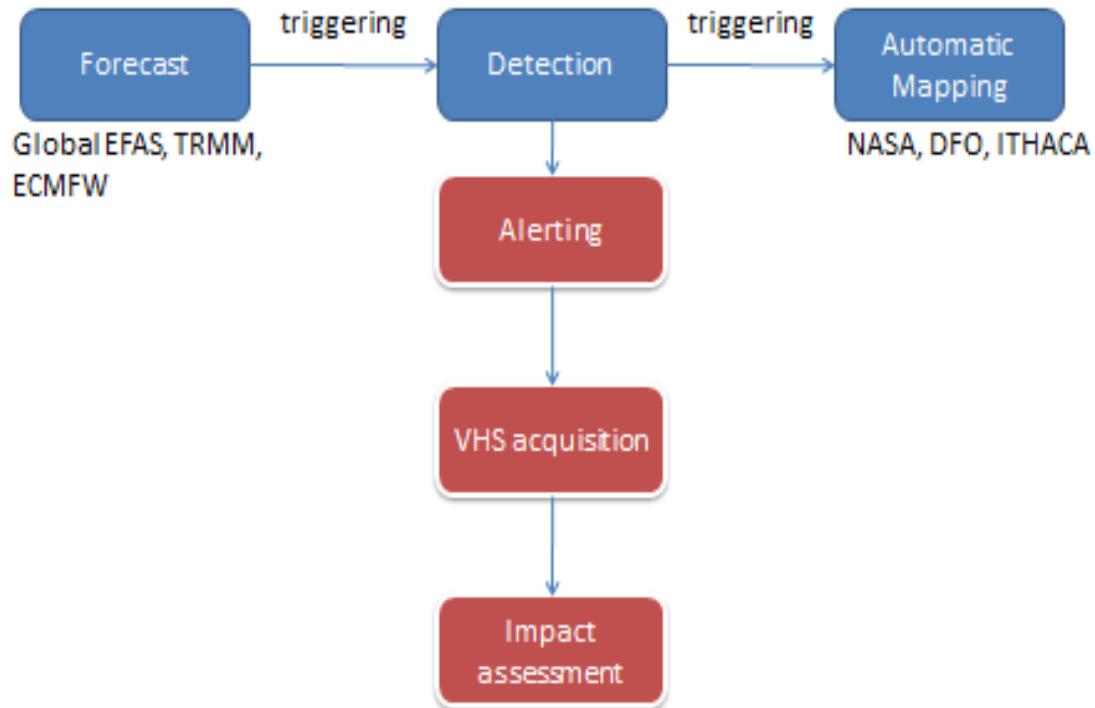 triggering
triggering
Forecast
Detection
Automatic
Mapping
Global EFAS, TRMM,
ECMFW
NASA, DFO, ITHACA
Alerting
VHS acquisition
Impact
assessment